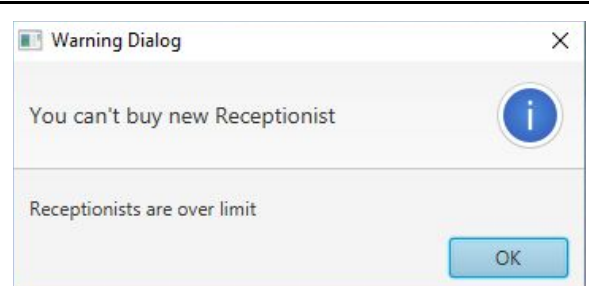 Warning Dialog
You can't buy new Receptionist
i
Receptionists are over limit
OK